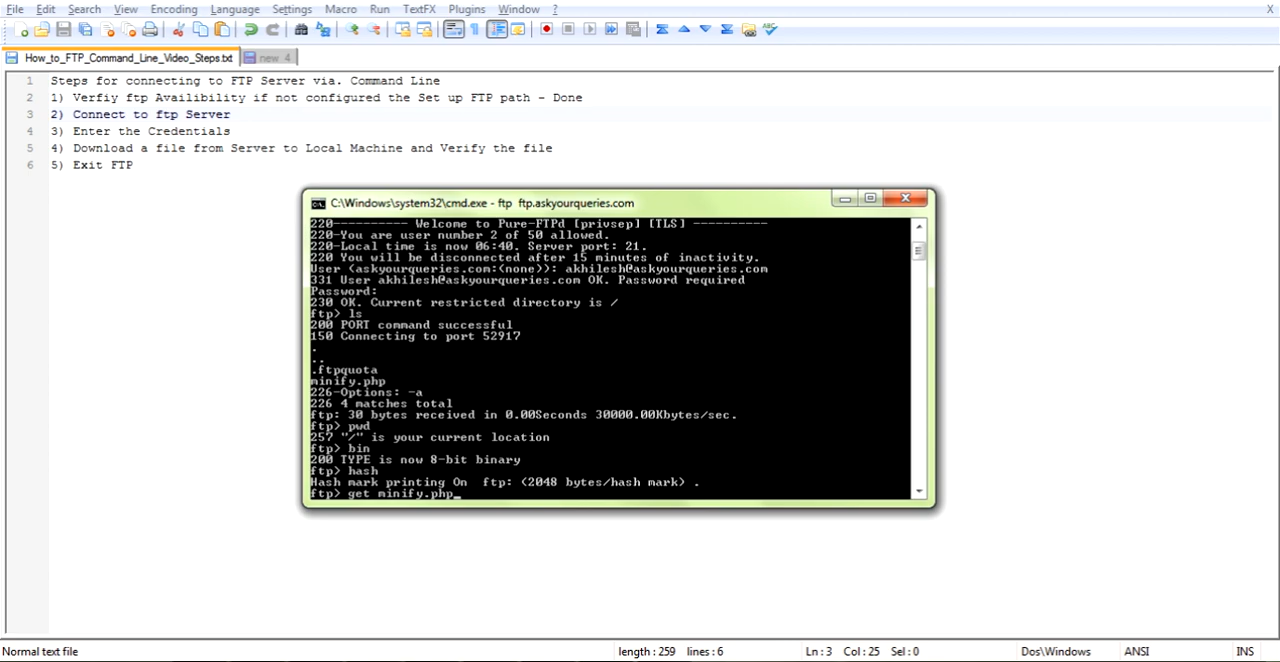 File Edit Search View Encoding Language Settings Macro Run TextFX Plugins Window ? X
How_to_FTP_Command_Line_Video_Steps.txt new 4
1 Steps for connecting to FTP Server via. Command Line
2 1) Verfiy ftp Availibility if not configured the Set up FTP path - Done
3 2) Connect to ftp Server
4 3) Enter the Credentials
5 4) Download a file from Server to Local Machine and Verify the file
6 5) Exit FTP
C:\Windows\system32\cmd.exe - ftp ftp.askyourqueries.com
220---------- Welcome to Pure-FTPd [privsep] [TLS] ----------
220-You are user number 2 of 50 allowed.
220-Local time is now 06:40. Server port: 21.
220 You will be disconnected after 15 minutes of inactivity.
User (askyourqueries.com:(none)): akhilesh@askyourqueries.com
331 User akhilesh@askyourqueries.com OK. Password required
Password:
230 OK. Current restricted directory is /
ftp> ls
200 PORT command successful
150 Connecting to port 52917
.
..
.ftpquota
minify.php
226-Options: -a
226 4 matches total
ftp: 30 bytes received in 0.00Seconds 30000.00Kbytes/sec.
ftp> pwd
257 "/" is your current location
ftp> bin
200 TYPE is now 8-bit binary
ftp> hash
Hash mark printing On ftp: (2048 bytes/hash mark) .
ftp> get minify.php_
Normal text file length : 259 lines : 6 Ln : 3 Col : 25 Sel : 0 Dos\Windows ANSI INS